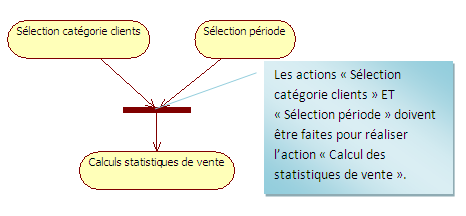 Sélection catégorie clients
Sélection période
Les actions « Sélection
catégorie clients » ET
« Sélection période » doivent
être faites pour réaliser
l’action « Calcul des
statistiques de vente ».
Calculs statistiques de vente